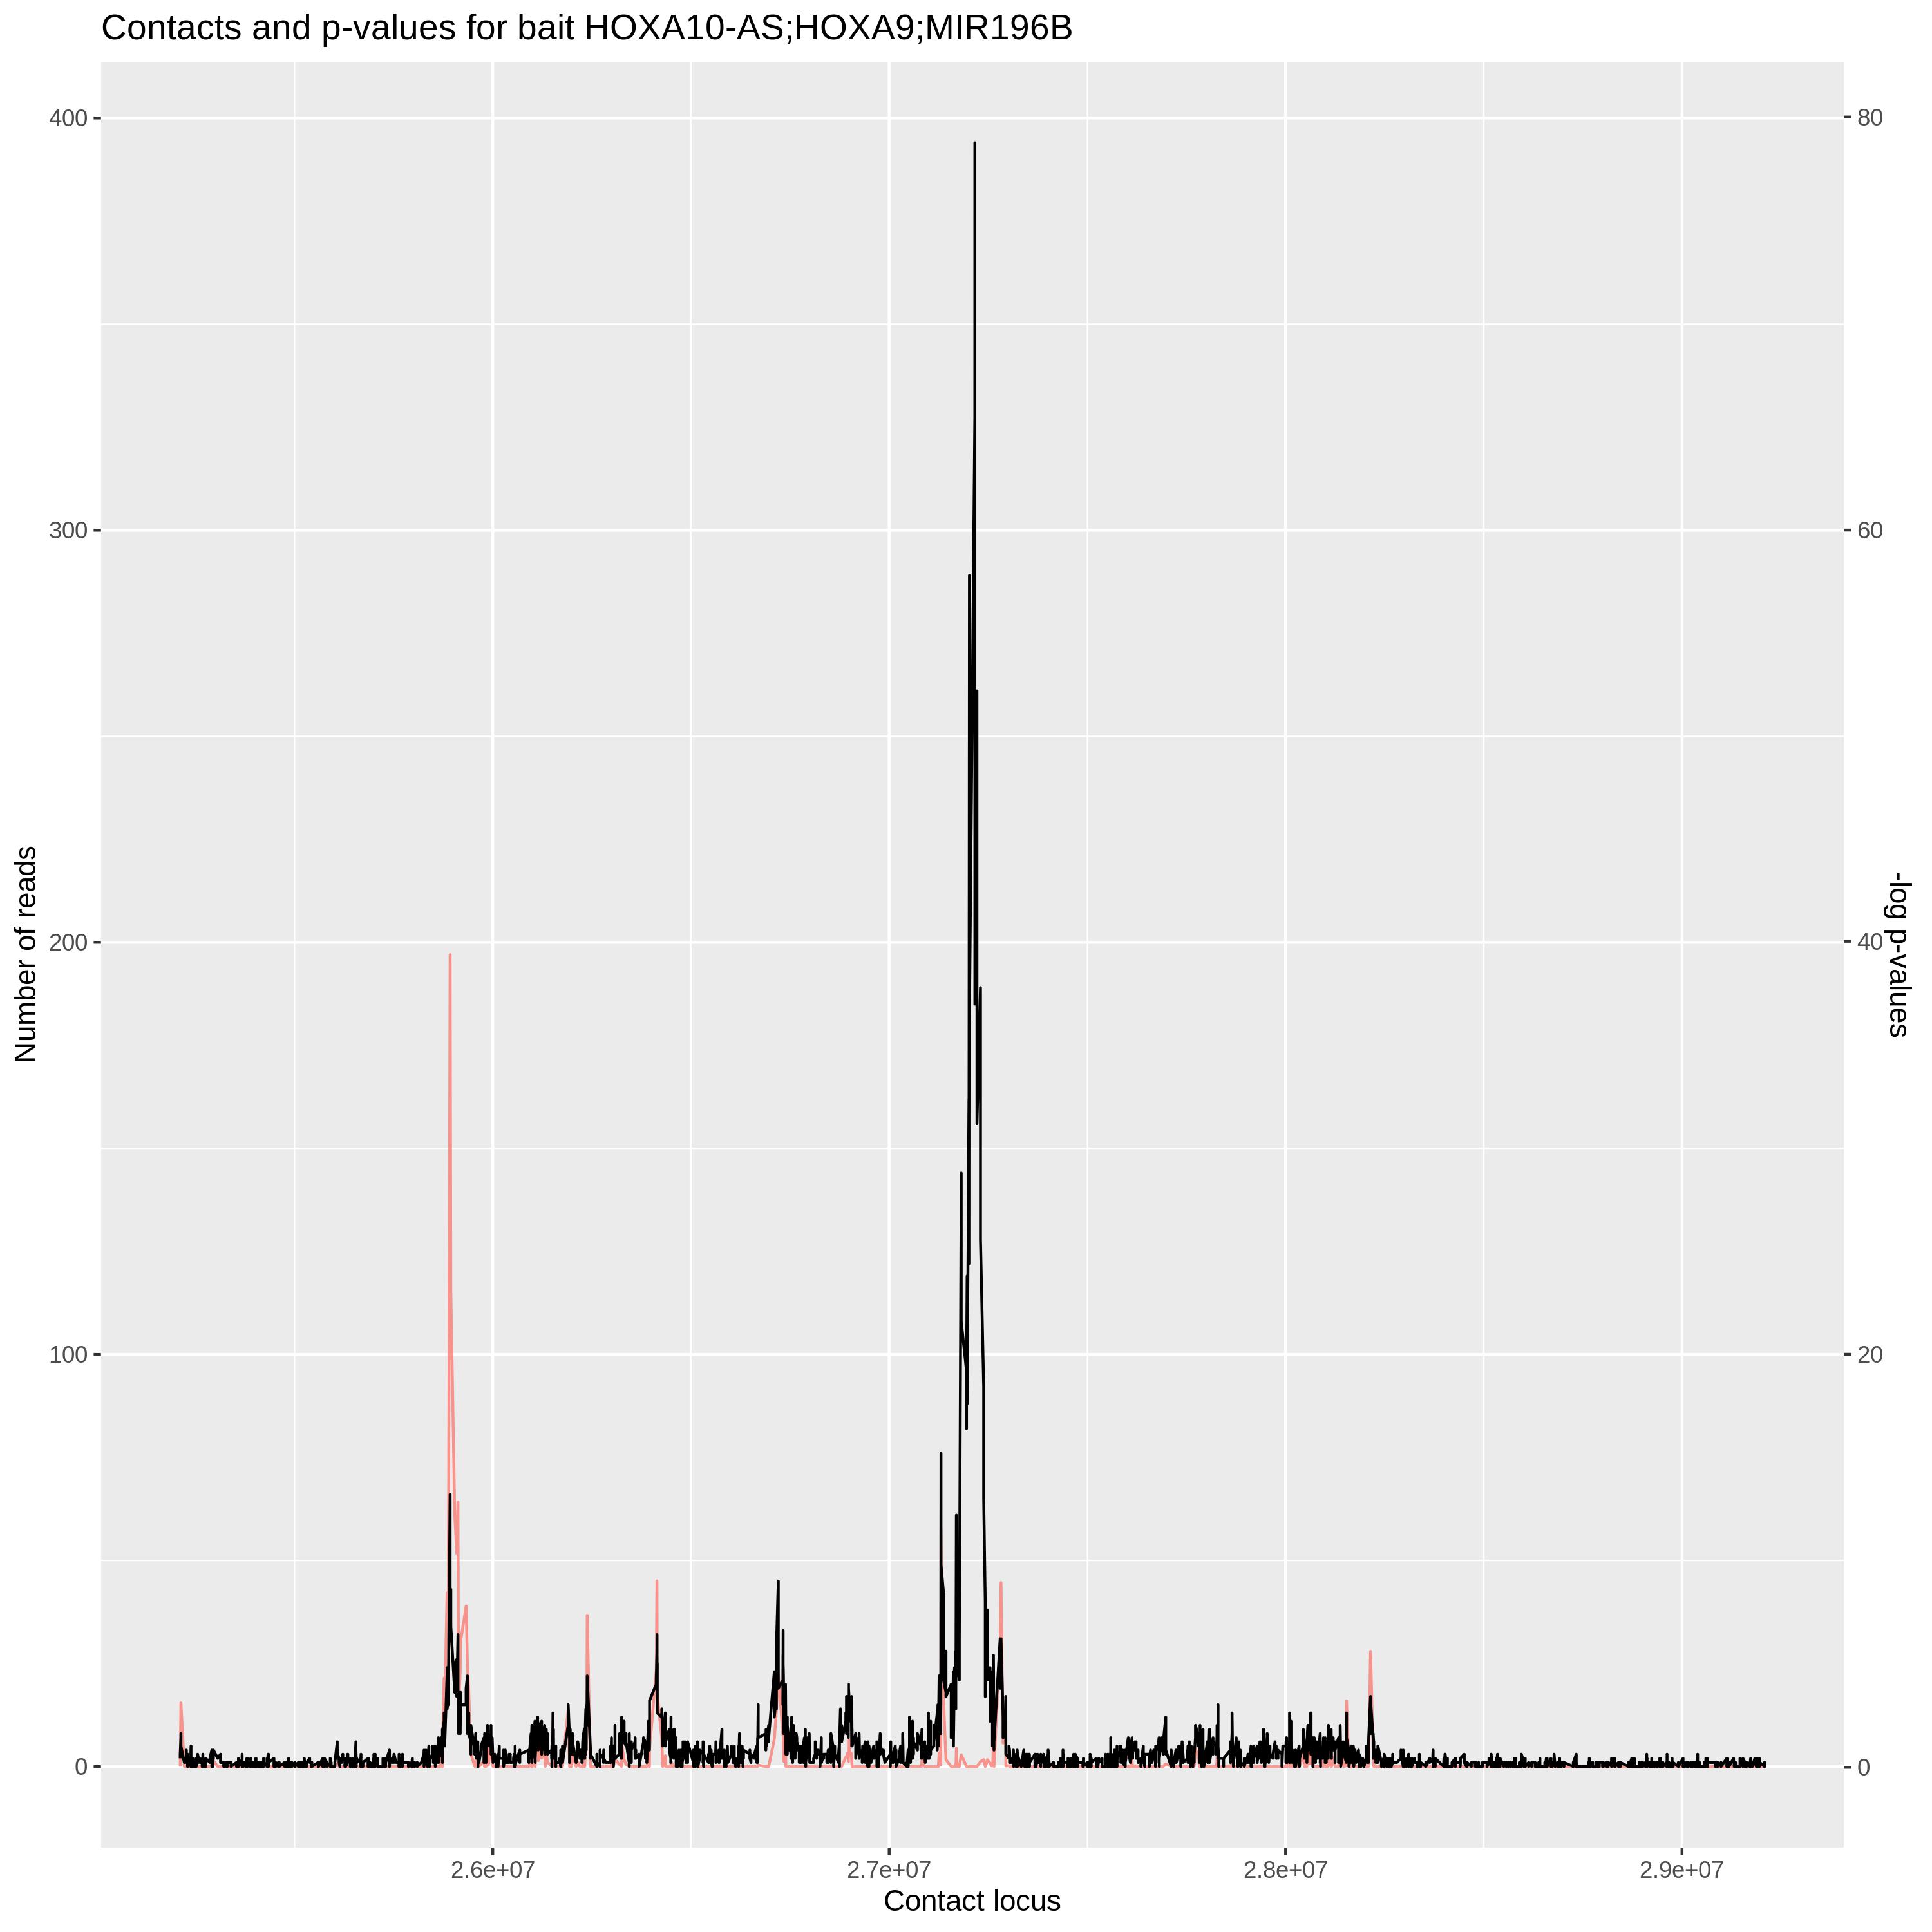 Contacts and p-values for bait HOXA10-AS;HOXA9;MIR196B
400
300
200
100
0
Number of reads
80
60
40
20
0
-log p-values
2.6e+07
2.7e+07
2.8e+07
2.9e+07
Contact locus